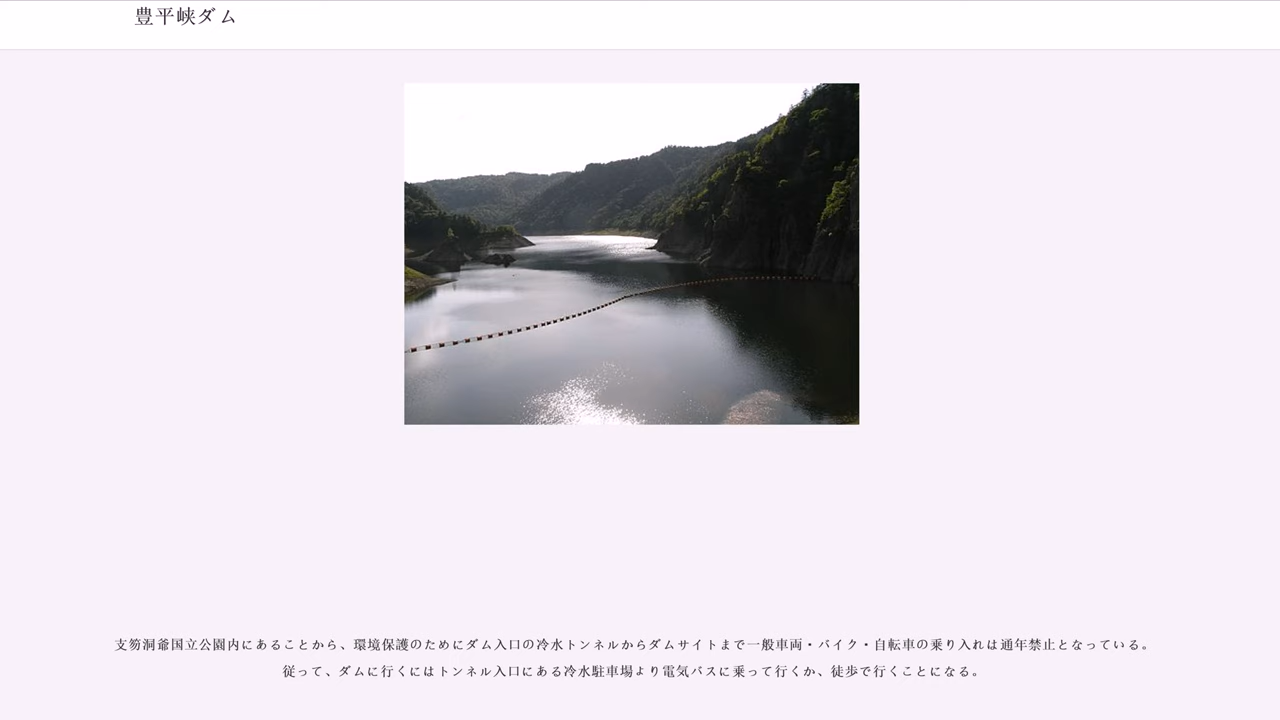 豊平峡ダム
支笏洞爺国立公園内にあることから、環境保護のためにダム入口の冷水トンネルからダムサイトまで一般車両・バイク・自転車の乗り入れは通年禁止となっている。
従って、ダムに行くにはトンネル入口にある冷水駐車場より電気バスに乗って行くか、徒歩で行くことになる。